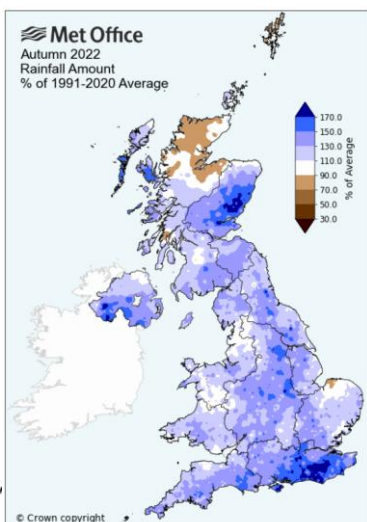 Met Office
Autumn 2022
Rainfall Amount
% of 1991-2020 Average
170.0
150.0
130.0
110.0
90.0
70.0
50.0
30.0
% of Average
© Crown copyright